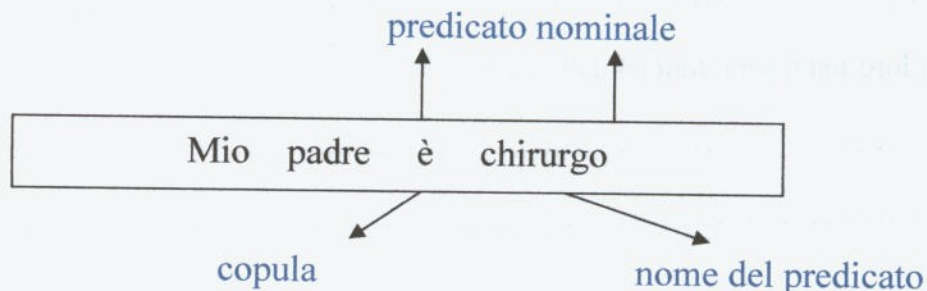 predicato nominale
Mio padre è chirurgo
copula nome del predicato